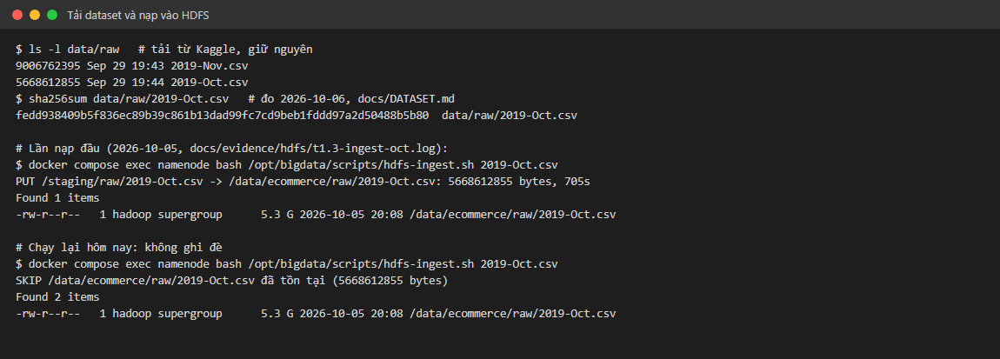 Tải dataset và nạp vào HDFS
$ ls -l data/raw   # tải từ Kaggle, giữ nguyên
9006762395 Sep 29 19:43 2019-Nov.csv
5668612855 Sep 29 19:44 2019-Oct.csv
$ sha256sum data/raw/2019-Oct.csv   # đo 2026-10-06, docs/DATASET.md
fedd938409b5f836ec89b39c861b13dad99fc7cd9beb1fddd97a2d50488b5b80  data/raw/2019-Oct.csv
# Lần nạp đầu (2026-10-05, docs/evidence/hdfs/t1.3-ingest-oct.log):
$ docker compose exec namenode bash /opt/bigdata/scripts/hdfs-ingest.sh 2019-Oct.csv
PUT /staging/raw/2019-Oct.csv -> /data/ecommerce/raw/2019-Oct.csv: 5668612855 bytes, 705s
Found 1 items
-rw-r--r--   1 hadoop supergroup      5.3 G 2026-10-05 20:08 /data/ecommerce/raw/2019-Oct.csv
# Chạy lại hôm nay: không ghi đè
$ docker compose exec namenode bash /opt/bigdata/scripts/hdfs-ingest.sh 2019-Oct.csv
SKIP /data/ecommerce/raw/2019-Oct.csv đã tồn tại (5668612855 bytes)
Found 2 items
-rw-r--r--   1 hadoop supergroup      5.3 G 2026-10-05 20:08 /data/ecommerce/raw/2019-Oct.csv